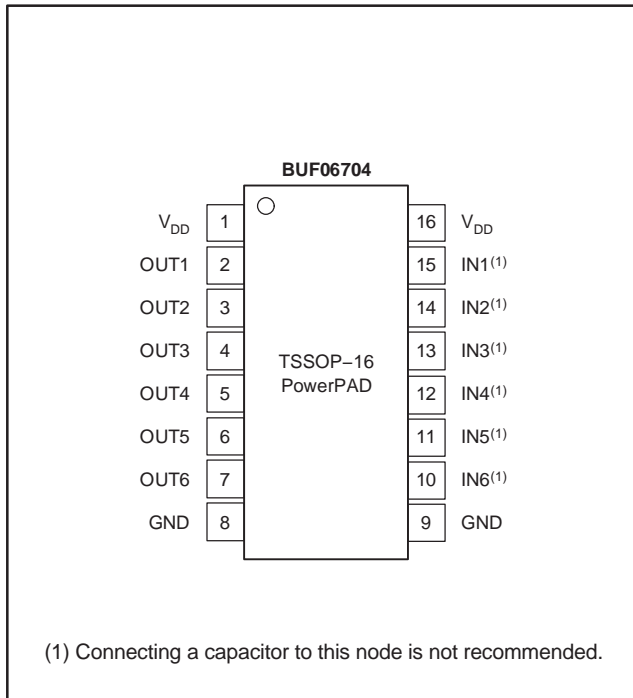 BUF06704
V_DD 1 16 V_DD
OUT1 2 15 IN1(1)
OUT2 3 14 IN2(1)
OUT3 4 13 IN3(1)
TSSOP−16
PowerPAD
OUT4 5 12 IN4(1)
OUT5 6 11 IN5(1)
OUT6 7 10 IN6(1)
GND 8 9 GND
(1) Connecting a capacitor to this node is not recommended.